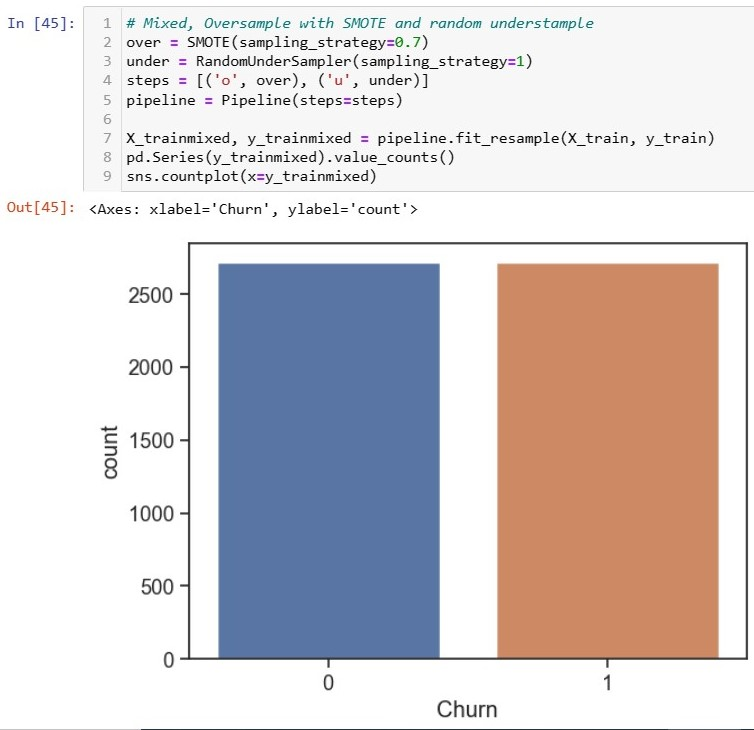 In [45]:
1 # Mixed, Oversample with SMOTE and random understample
2 over = SMOTE(sampling_strategy=0.7)
3 under = RandomUnderSampler(sampling_strategy=1)
4 steps = [('o', over), ('u', under)]
5 pipeline = Pipeline(steps=steps)
6
7 X_trainmixed, y_trainmixed = pipeline.fit_resample(X_train, y_train)
8 pd.Series(y_trainmixed).value_counts()
9 sns.countplot(x=y_trainmixed)
Out[45]: <Axes: xlabel='Churn', ylabel='count'>
2500
2000
1500
1000
500
0
count
0 1
Churn